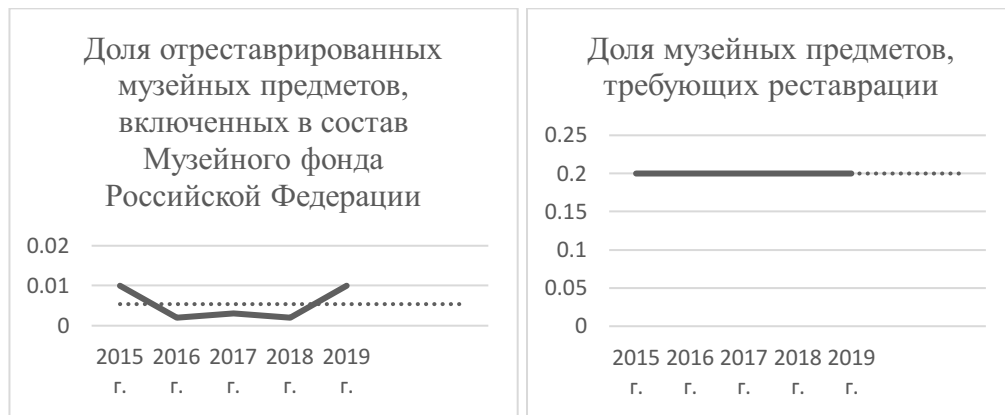 Доля отреставрированных
музейных предметов,
включенных в состав
Музейного фонда
Российской Федерации
0.02
0.01
0
2015 2016 2017 2018 2019
г. г. г. г. г.
Доля музейных предметов,
требующих реставрации
0.25
0.2
0.15
0.1
0.05
0
2015 2016 2017 2018 2019
г. г. г. г. г.